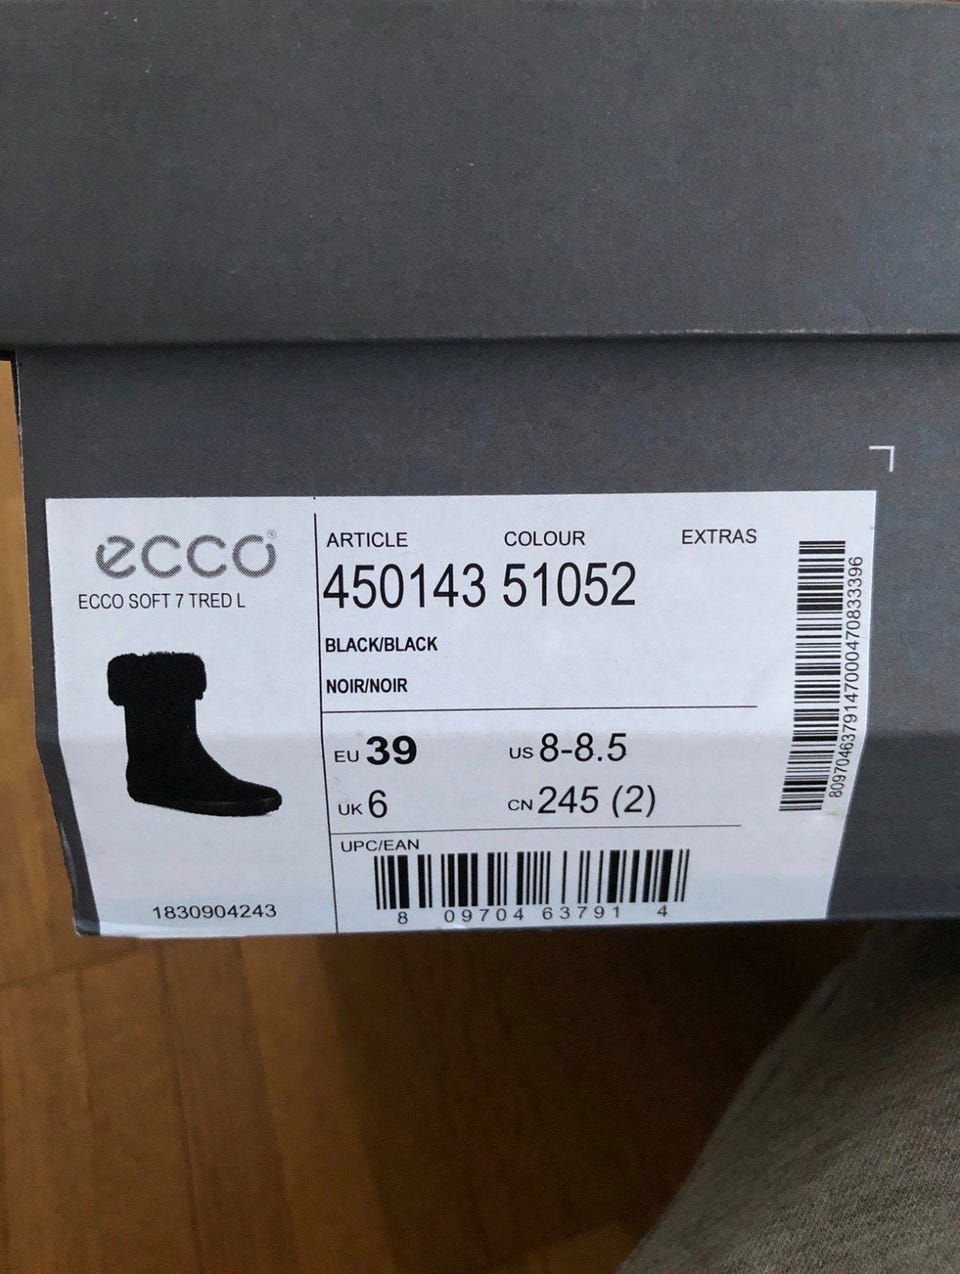 ecco®
ECCO SOFT 7 TRED L
1830904243
ARTICLE COLOUR EXTRAS
450143 51052
BLACK/BLACK
NOIR/NOIR
EU 39 US 8-8.5
UK 6 CN 245 (2)
UPC/EAN
8 09704 63791 4
8097046379147000470833396